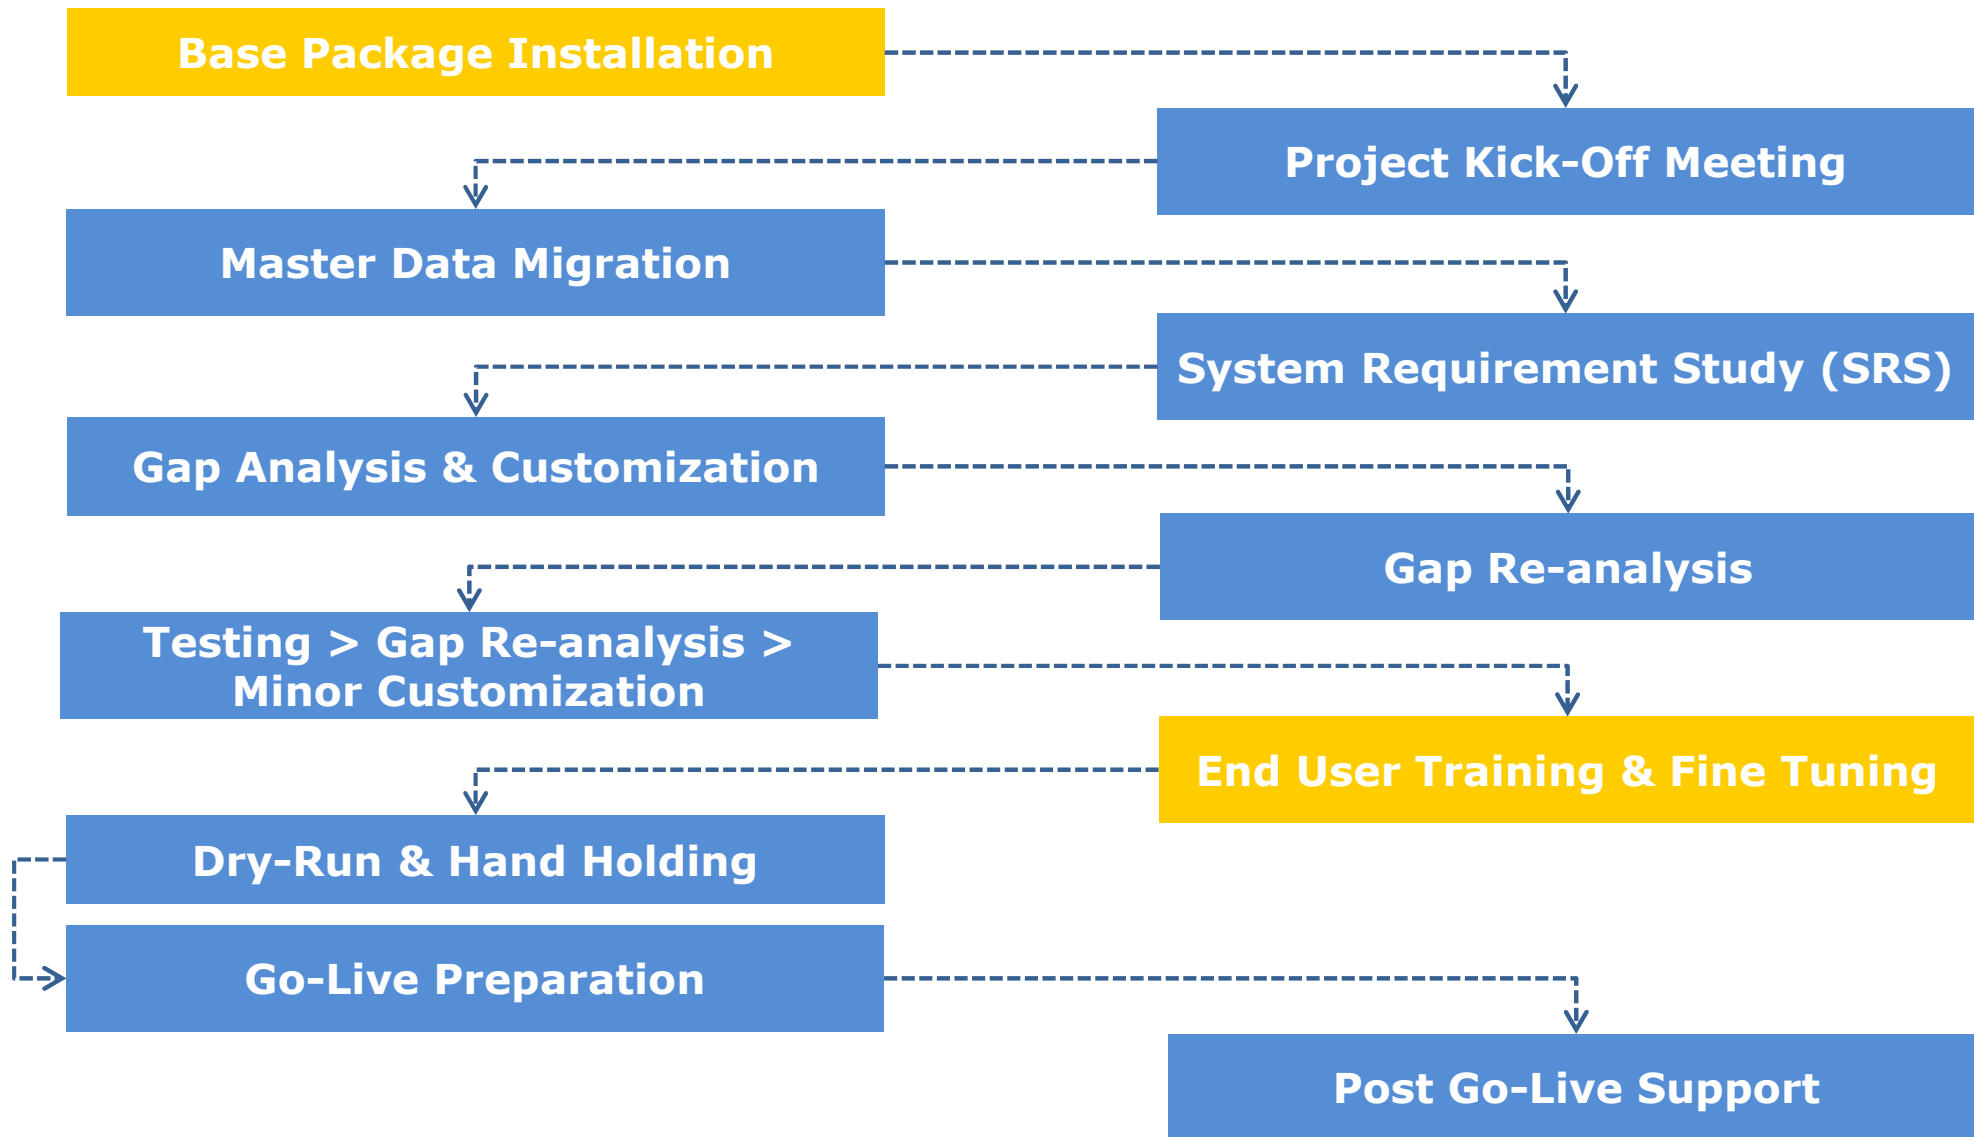 Base Package Installation
Project Kick-Off Meeting
Master Data Migration
System Requirement Study (SRS)
Gap Analysis & Customization
Gap Re-analysis
Testing > Gap Re-analysis >
Minor Customization
End User Training & Fine Tuning
Dry-Run & Hand Holding
Go-Live Preparation
Post Go-Live Support